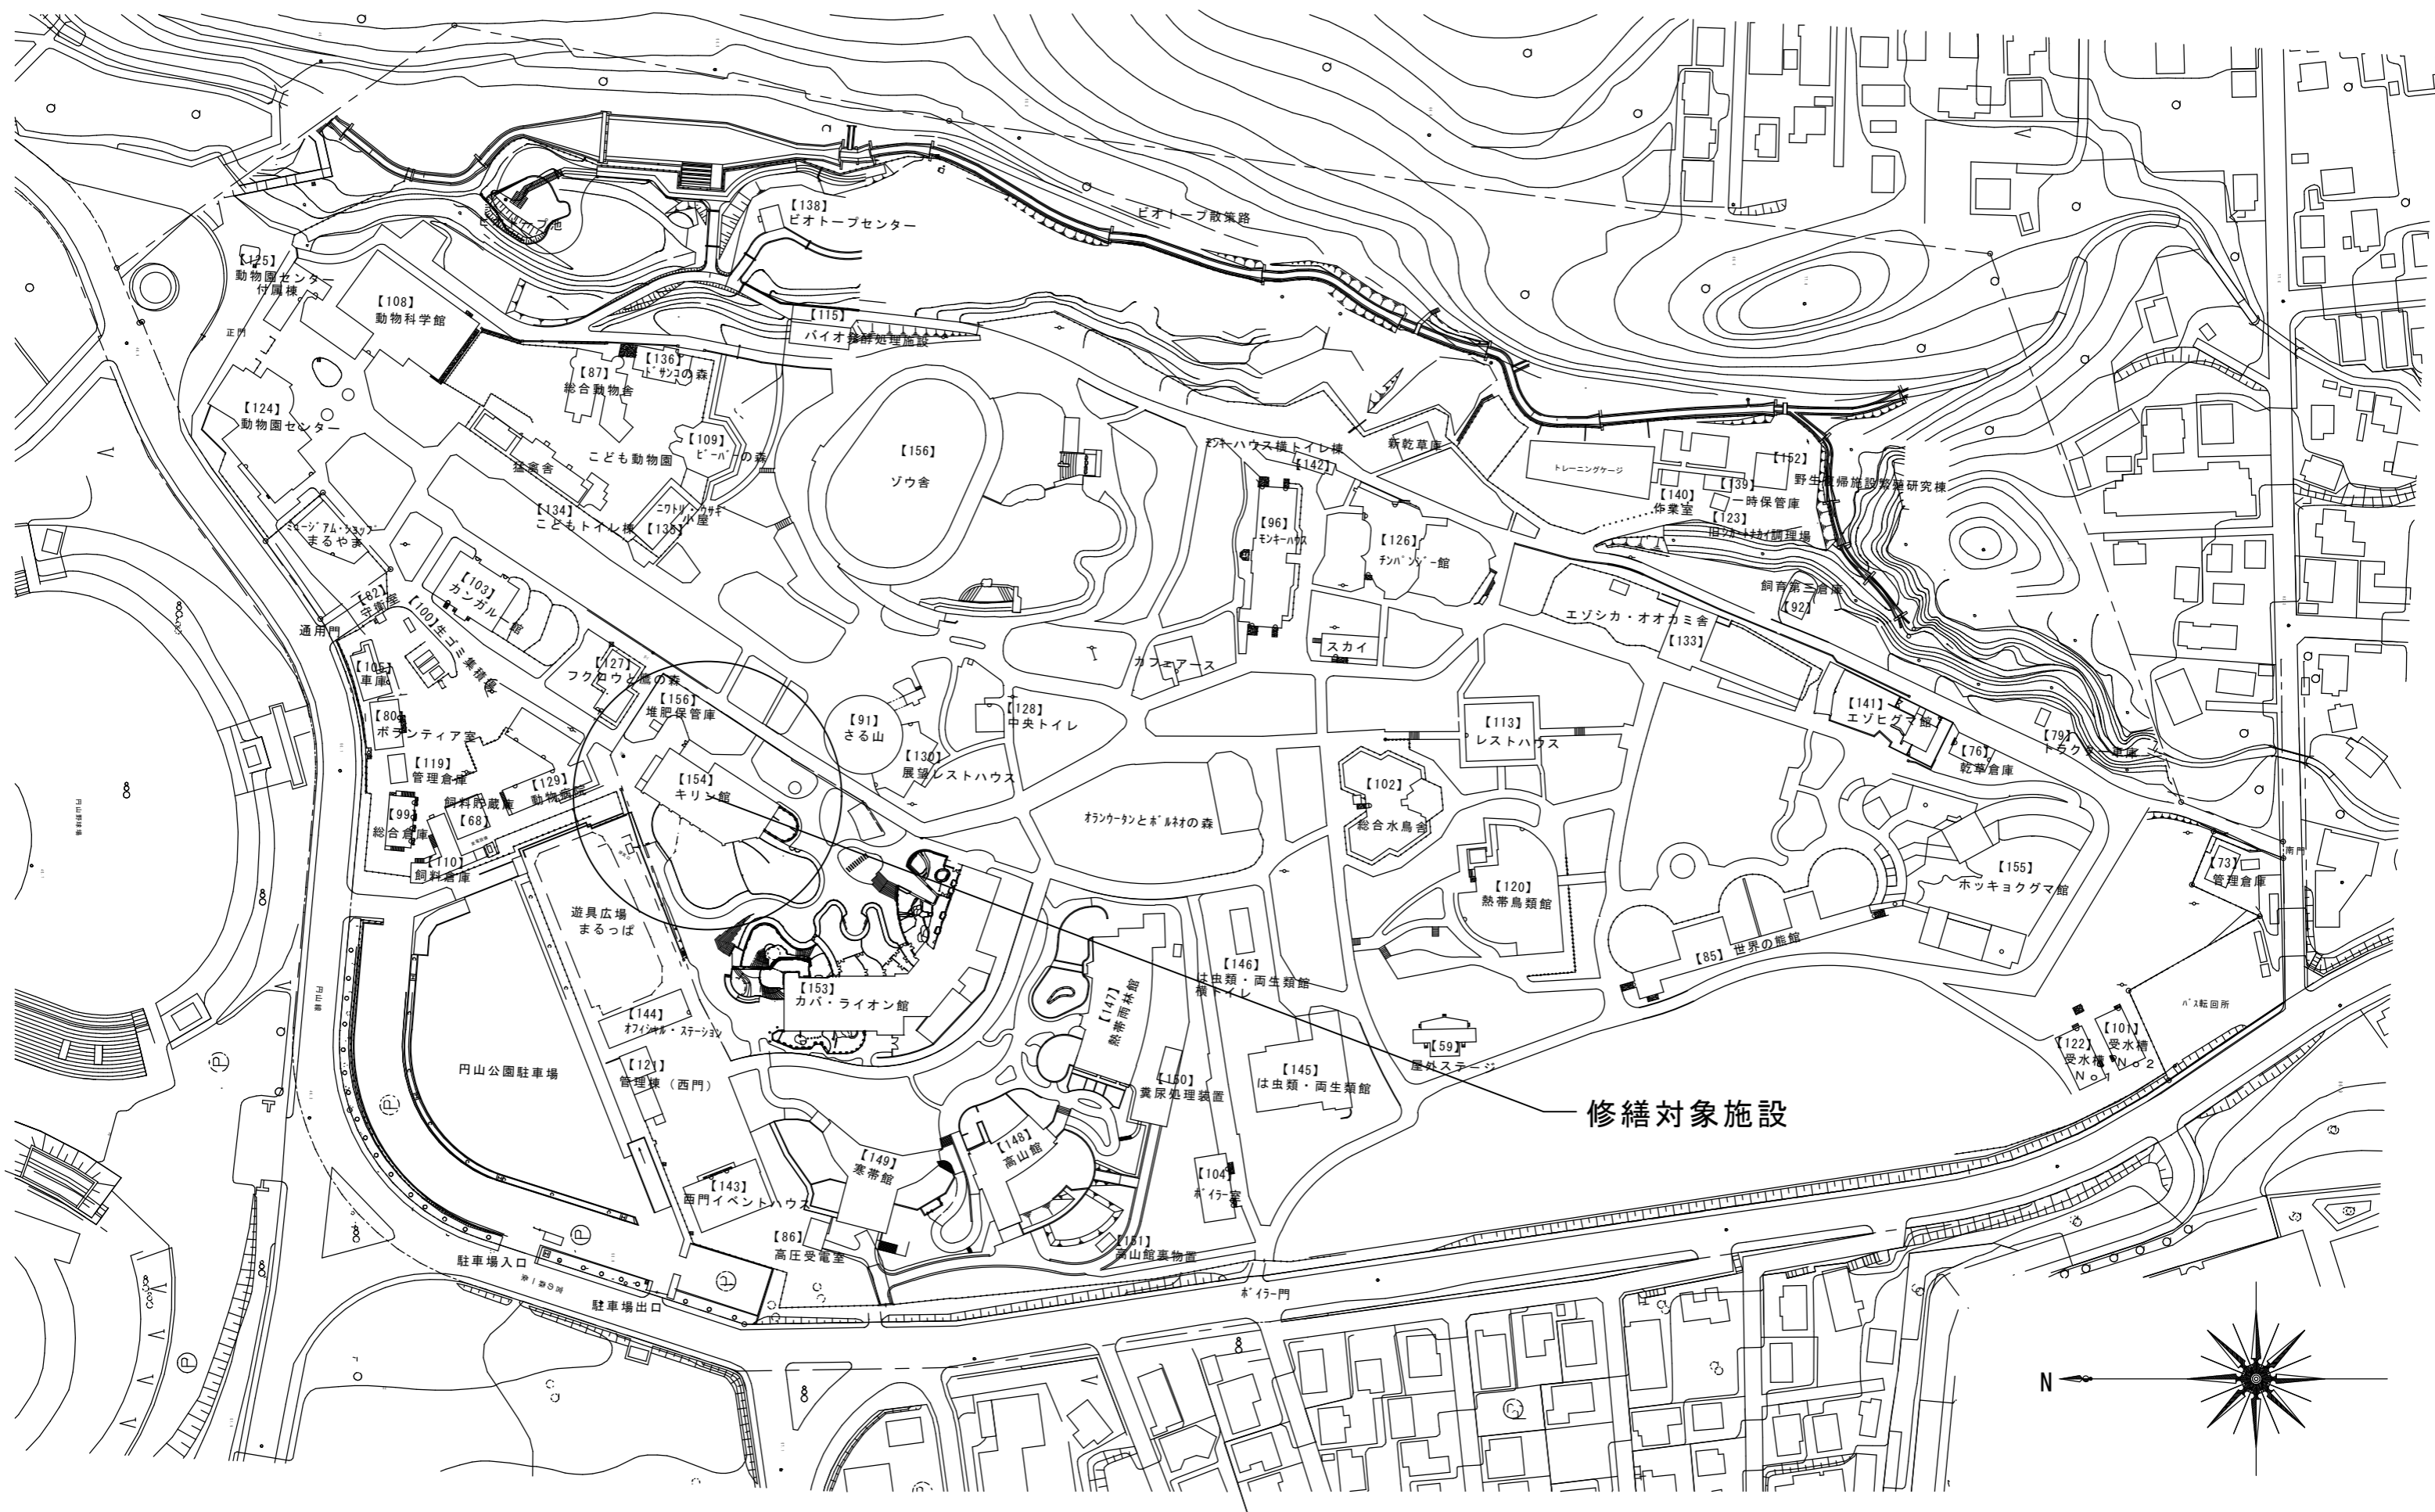 【138】
ビオトープセンター
ビオトープ散策路
【125】
動物園センター
付属棟
【108】
動物科学館
正門
【115】
バイオ発酵処理施設
【136】
ドサンコの森
【87】
総合動物舎
【124】
動物園センター
【109】
ビーバーの森
こども動物園
猛禽舎
【156】
ゾウ舎
モンキーハウス横トイレ棟
【142】
新乾草庫
トレーニングケージ
【152】
野生復帰施設繁殖研究棟
【139】
一時保管庫
【140】
作業室
【123】
【134】
こどもトイレ棟
ニワトリ・ウサギ
小屋
【135】
ミュージアム・ショップ
まるやま
【96】
モンキーハウス
【126】
チンパンジー館
【103】
カンガルー館
【82】
守衛室
【100】生ゴミ集積場
通用門
飼育第三倉庫
【92】
エゾシカ・オオカミ舎
【133】
スカイ
カフェアース
【127】
フクロウと鷹の森
【105】
車庫
【156】
堆肥保管庫
【80】
ボランティア室
【91】
さる山
【128】
中央トイレ
【113】
レストハウス
【141】
エゾヒグマ館
【79】
トラクター車庫
【76】
乾草倉庫
【130】
展望レストハウス
【119】
管理倉庫
【129】
動物病院
【154】
キリン館
【99】
総合倉庫
飼料貯蔵庫
【68】
【102】
総合水鳥舎
オランウータンとボルネオの森
【110】
飼料倉庫
南門
【73】
管理倉庫
【155】
ホッキョクグマ館
【120】
熱帯鳥類館
遊具広場
まるっぱ
【85】世界の熊館
【146】
は虫類・両生類館
横トイレ
【153】
カバ・ライオン館
【147】
熱帯雨林館
【144】
オフィシャル・ステーション
バス転回所
【101】
受水槽
No2
【122】
受水槽
No1
【59】
屋外ステージ
円山公園駐車場
【121】
管理棟（西門）
【145】
は虫類・両生類館
【150】
糞尿処理装置
修繕対象施設
【148】
高山館
【149】
寒帯館
【104】
ボイラー室
【143】
西門イベントハウス
【86】
高圧受電室
【151】
高山館裏物置
駐車場入口
駐車場出口
ボイラー門
N